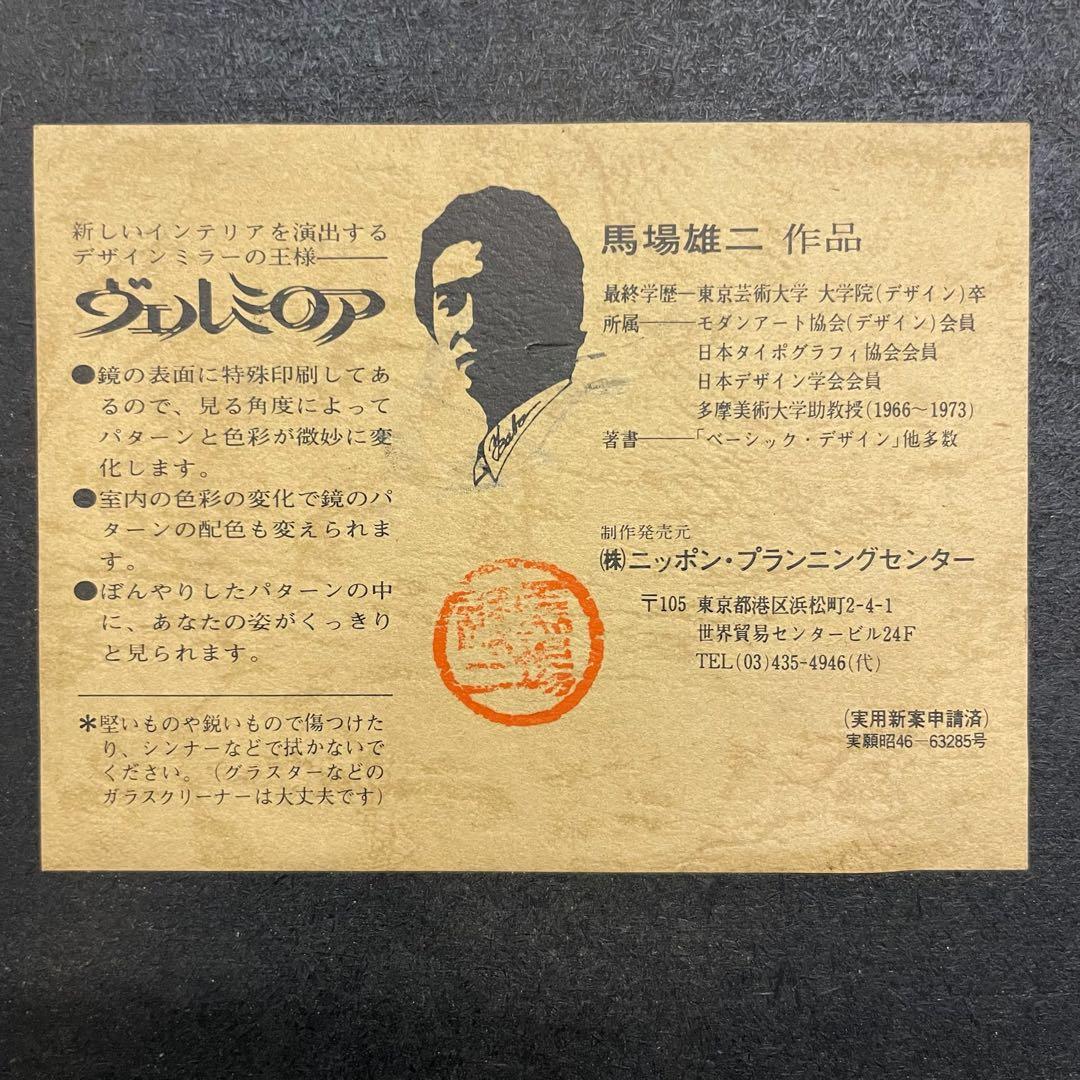 新しいインテリアを演出する
デザインミラーの王様——
ヴェルミロア
●鏡の表面に特殊印刷してあ
るので、見る角度によって
パターンと色彩が微妙に変
化します。
●室内の色彩の変化で鏡のパ
ターンの配色も変えられま
す。
●ぼんやりしたパターンの中
に、あなたの姿がくっきり
と見られます。
*堅いものや鋭いもので傷つけた
り、シンナーなどで拭かないで
ください。（グラスターなどの
ガラスクリーナーは大丈夫です）
Baba
馬場雄二 作品
最終学歴—東京芸術大学 大学院(デザイン)卒
所属——モダンアート協会(デザイン)会員
日本タイポグラフィ協会会員
日本デザイン学会会員
多摩美術大学助教授(1966〜1973)
著書——「ベーシック・デザイン」他多数
制作発売元
(株)ニッポン・プランニングセンター
〒105 東京都港区浜松町2-4-1
世界貿易センタービル24F
TEL(03)435-4946(代)
(実用新案申請済)
実願昭46-63285号